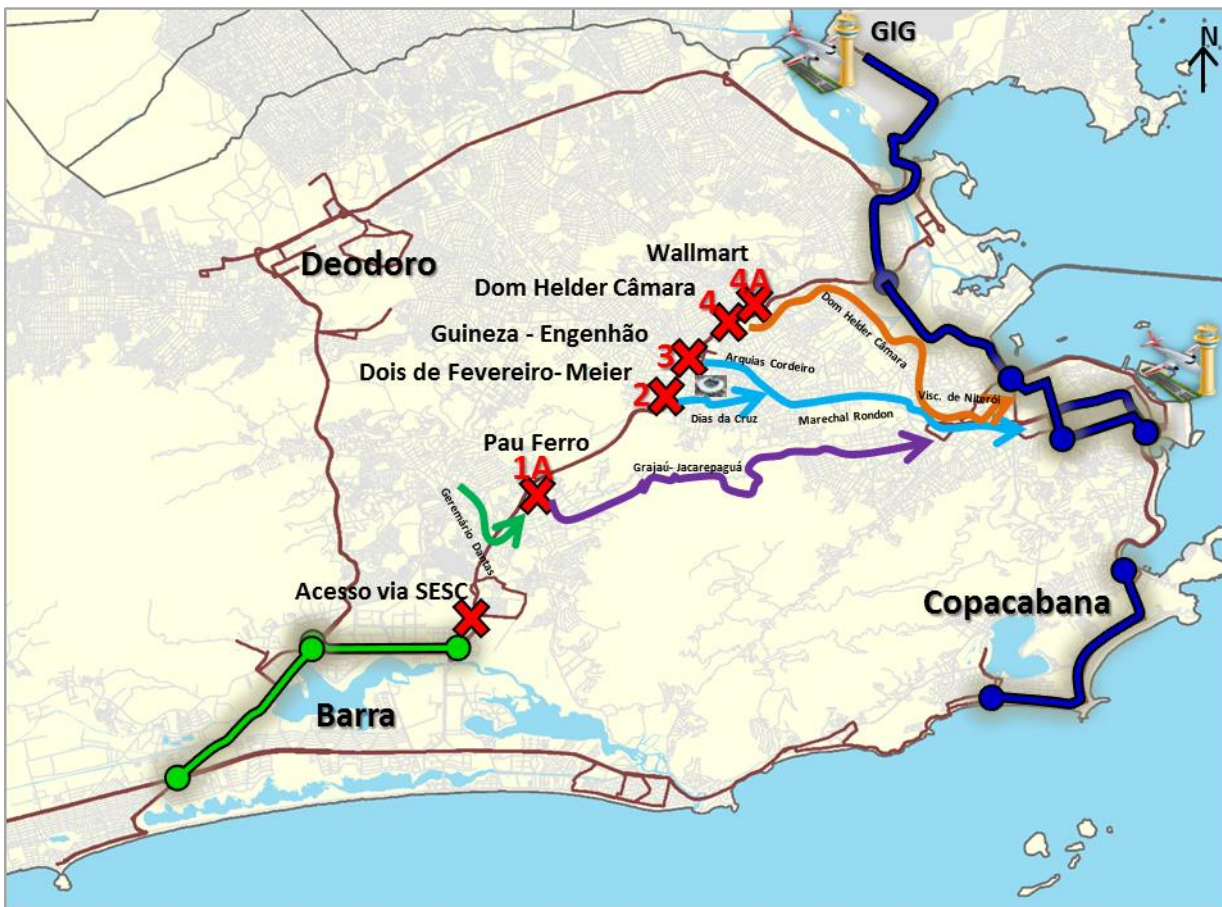 GIG
N
Wallmart
4A
Dom Helder Câmara
4
Deodoro
Guineza - Engenhão
3
Dom Helder Câmara
Arquias Cordeiro
Dois de Fevereiro- Meier
2
Dias da Cruz
Marechal Rondon
Visc. de Niterói
Pau Ferro
1A
Grajaú- Jacarepaguá
Geremário Dantas
Acesso via SESC
Copacabana
Barra